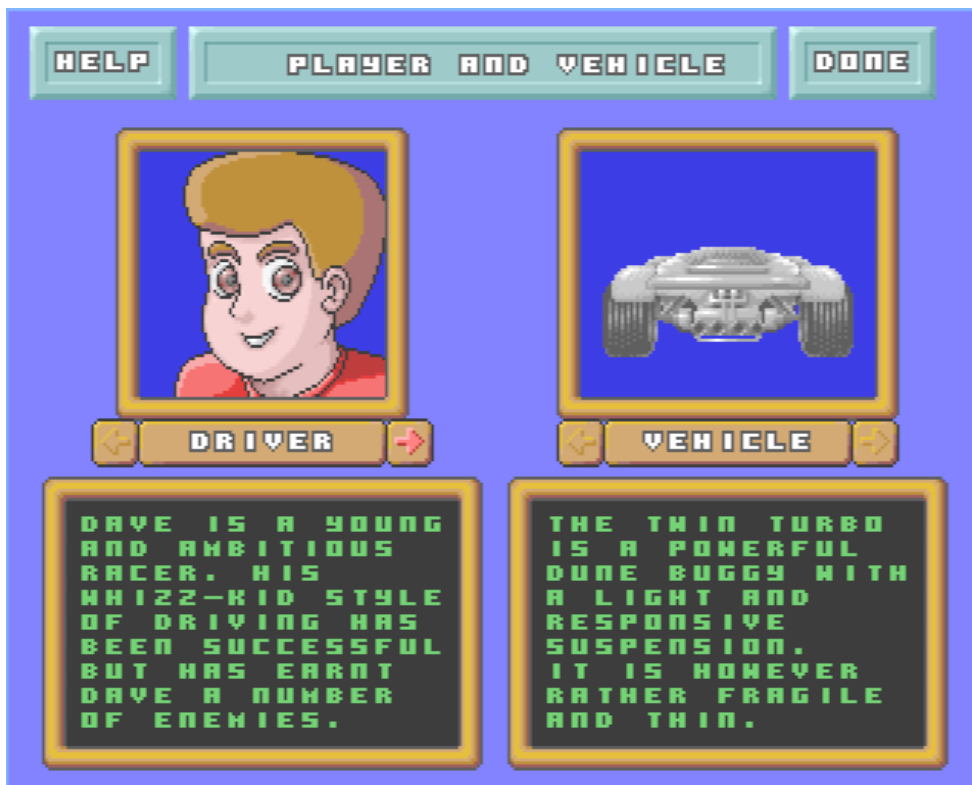 HELP
PLAYER AND VEHICLE
DONE
DRIVER
VEHICLE
DAVE IS A YOUNG
AND AMBITIOUS
RACER. HIS
WHIZZ-KID STYLE
OF DRIVING HAS
BEEN SUCCESSFUL
BUT HAS EARNT
DAVE A NUMBER
OF ENEMIES.
THE TWIN TURBO
IS A POWERFUL
DUNE BUGGY WITH
A LIGHT AND
RESPONSIVE
SUSPENSION.
IT IS HOWEVER
RATHER FRAGILE
AND THIN.